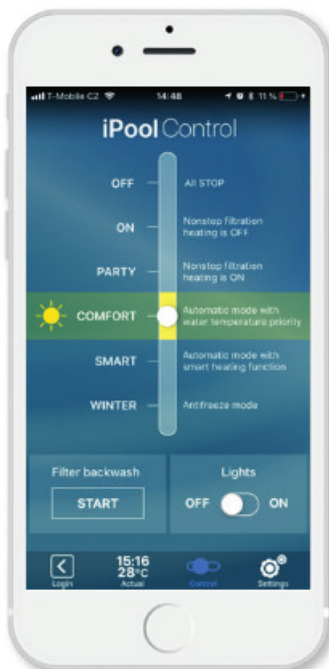 T-Mobile CZ 14:48 11 %
iPool Control
OFF All STOP
ON Nonstop filtration
heating is OFF
PARTY Nonstop filtration
heating is ON
COMFORT Automatic mode with
water temperature priority
SMART Automatic mode with
smart heating function
WINTER Antifreeze mode
Filter backwash
START
Lights
OFF ON
Login
15:16
28°C
Actual
Control
Settings